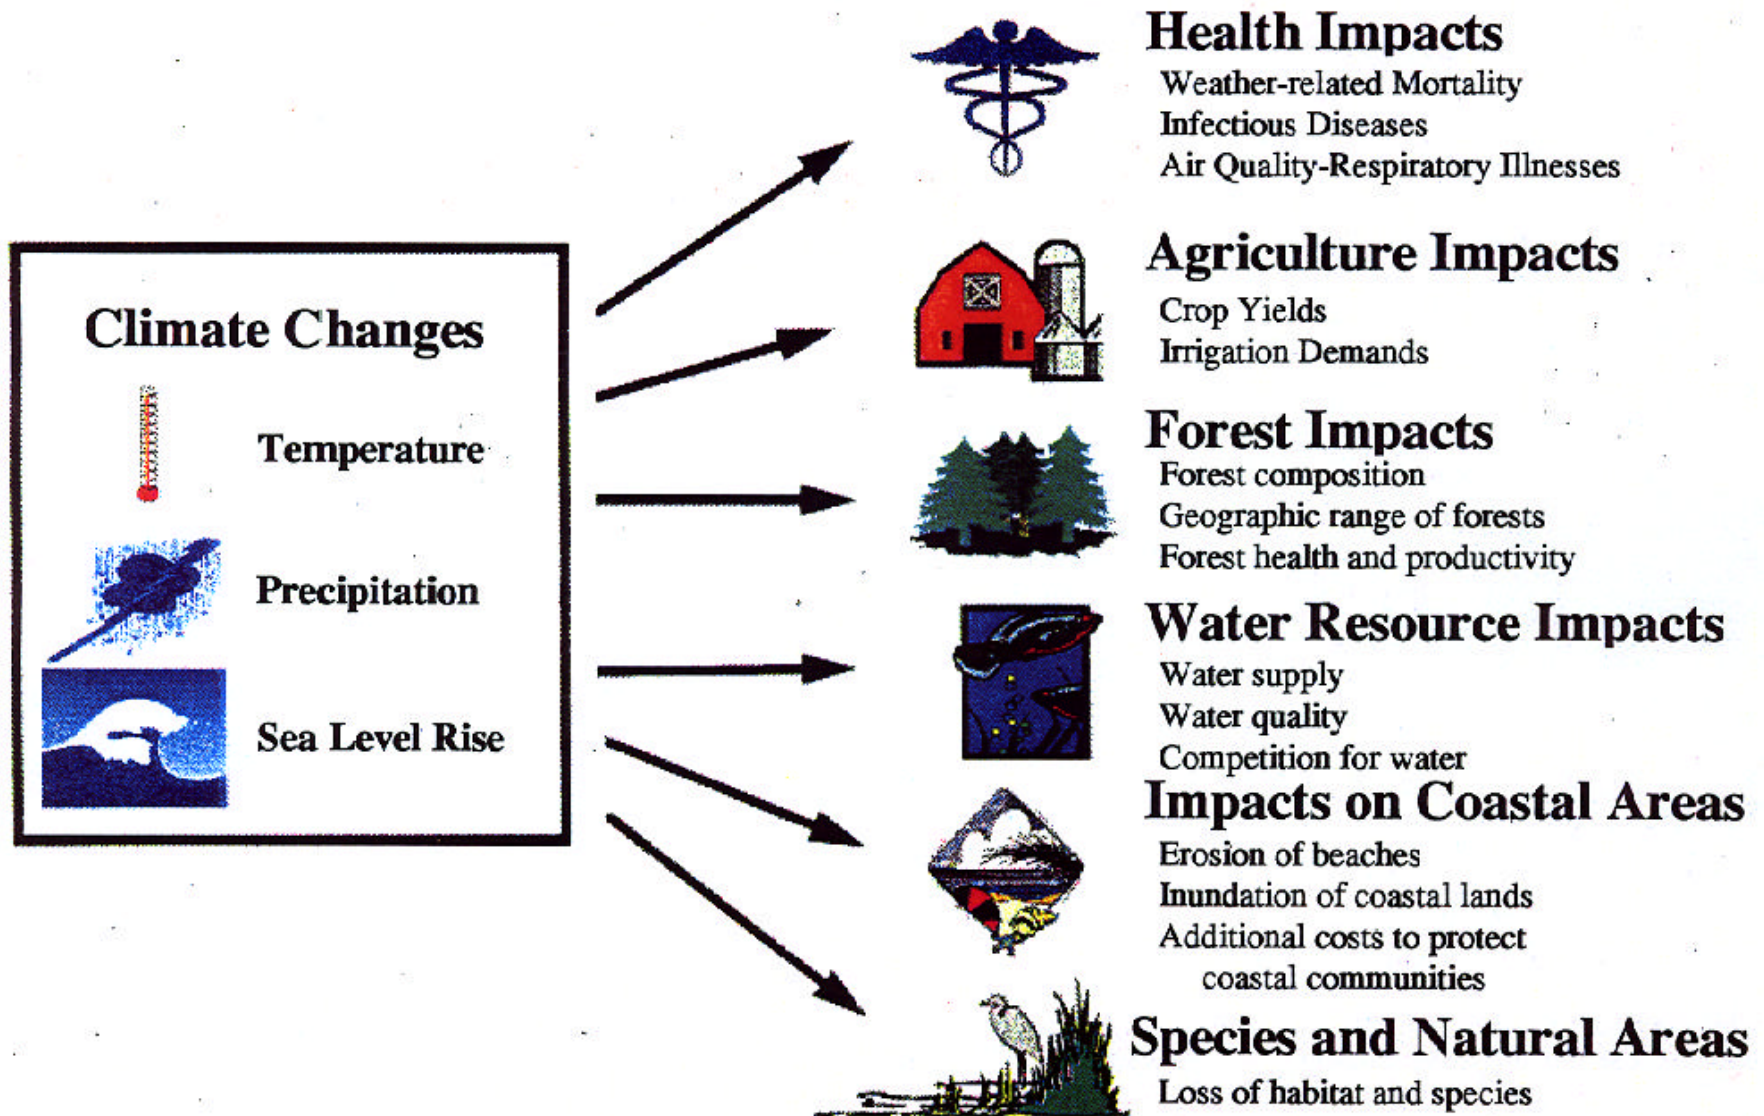 Climate Changes
Temperature
Precipitation
Sea Level Rise
Health Impacts
Weather-related Mortality
Infectious Diseases
Air Quality-Respiratory Illnesses
Agriculture Impacts
Crop Yields
Irrigation Demands
Forest Impacts
Forest composition
Geographic range of forests
Forest health and productivity
Water Resource Impacts
Water supply
Water quality
Competition for water
Impacts on Coastal Areas
Erosion of beaches
Inundation of coastal lands
Additional costs to protect
coastal communities
Species and Natural Areas
Loss of habitat and species